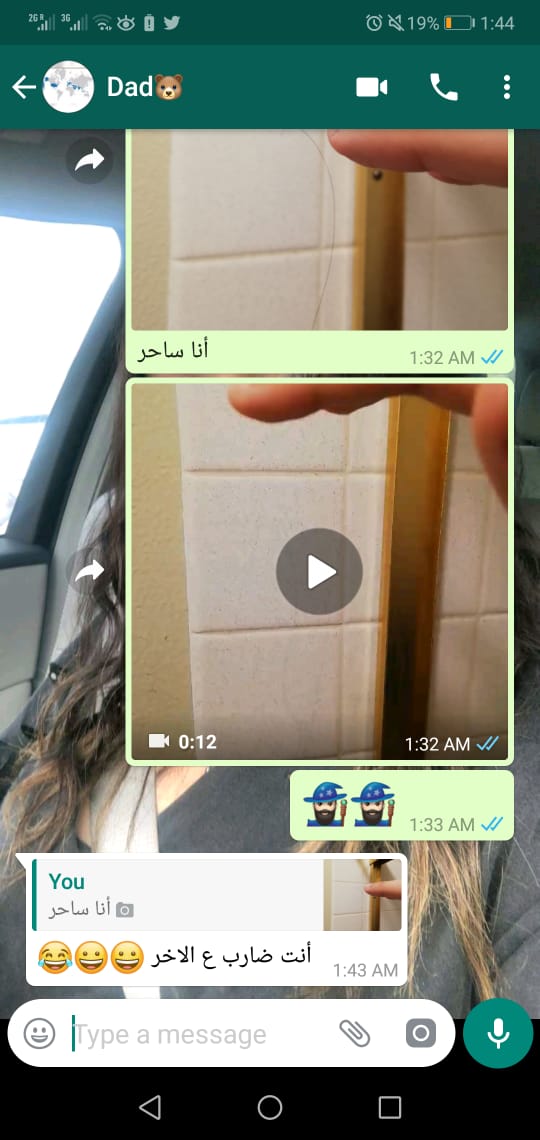 2G R 3G 19% 1:44
Dad🐻
أنا ساحر
1:32 AM
0:12
1:32 AM
🧙🏻‍♂️🧙🏻‍♂️
1:33 AM
You
أنا ساحر
أنت ضارب ع الاخر 😀😀😂
1:43 AM
Type a message